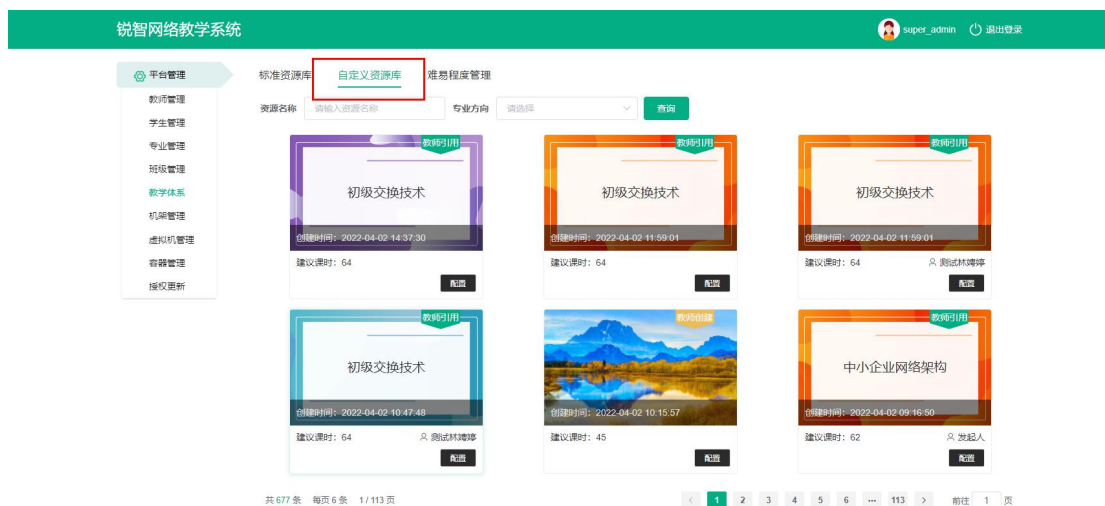 锐智网络教学系统
super_admin 退出登录
平台管理
教师管理
学生管理
专业管理
班级管理
教学体系
机架管理
虚拟机管理
容器管理
授权更新
标准资源库 自定义资源库 难易程度管理
资源名称 请输入资源名称 专业方向 请选择 查询
教师引用
初级交换技术
创建时间：2022-04-02 14:37:30
建议课时：64
配置
教师引用
初级交换技术
创建时间：2022-04-02 11:59:01
建议课时：64
配置
教师引用
初级交换技术
创建时间：2022-04-02 11:59:01
建议课时：64 测试林娉婷
配置
教师引用
初级交换技术
创建时间：2022-04-02 10:47:48
建议课时：64 测试林娉婷
配置
教师创建
创建时间：2022-04-02 10:15:57
建议课时：45
配置
教师引用
中小企业网络架构
创建时间：2022-04-02 09:16:50
建议课时：62 发起人
配置
共 677 条 每页 6 条 1 / 113 页
< 1 2 3 4 5 6 ··· 113 > 前往 1 页